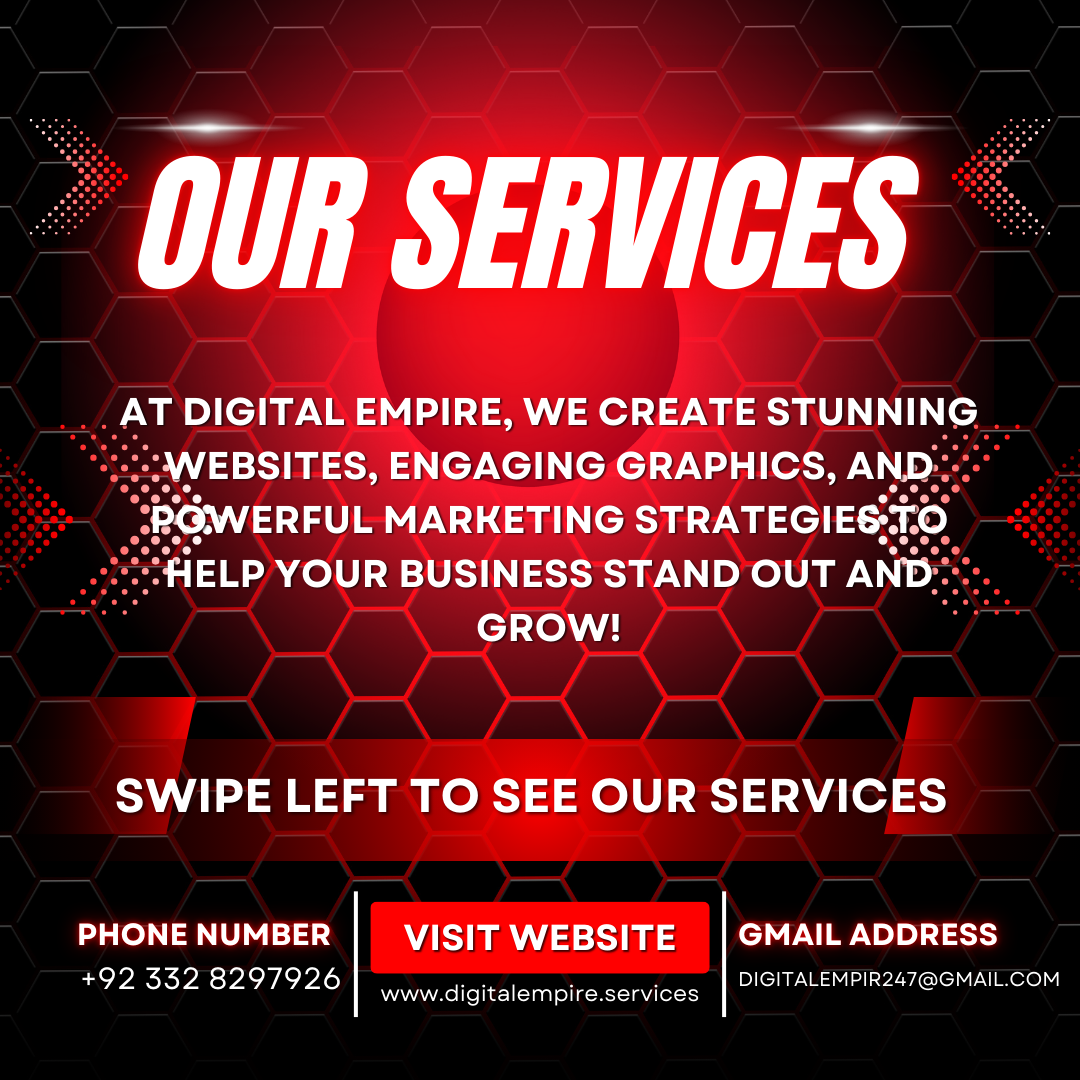 OUR SERVICES
AT DIGITAL EMPIRE, WE CREATE STUNNING
WEBSITES, ENGAGING GRAPHICS, AND
POWERFUL MARKETING STRATEGIES TO
HELP YOUR BUSINESS STAND OUT AND
GROW!
SWIPE LEFT TO SEE OUR SERVICES
PHONE NUMBER
+92 332 8297926
VISIT WEBSITE
www.digitalempire.services
GMAIL ADDRESS
DIGITALEMPIR247@GMAIL.COM